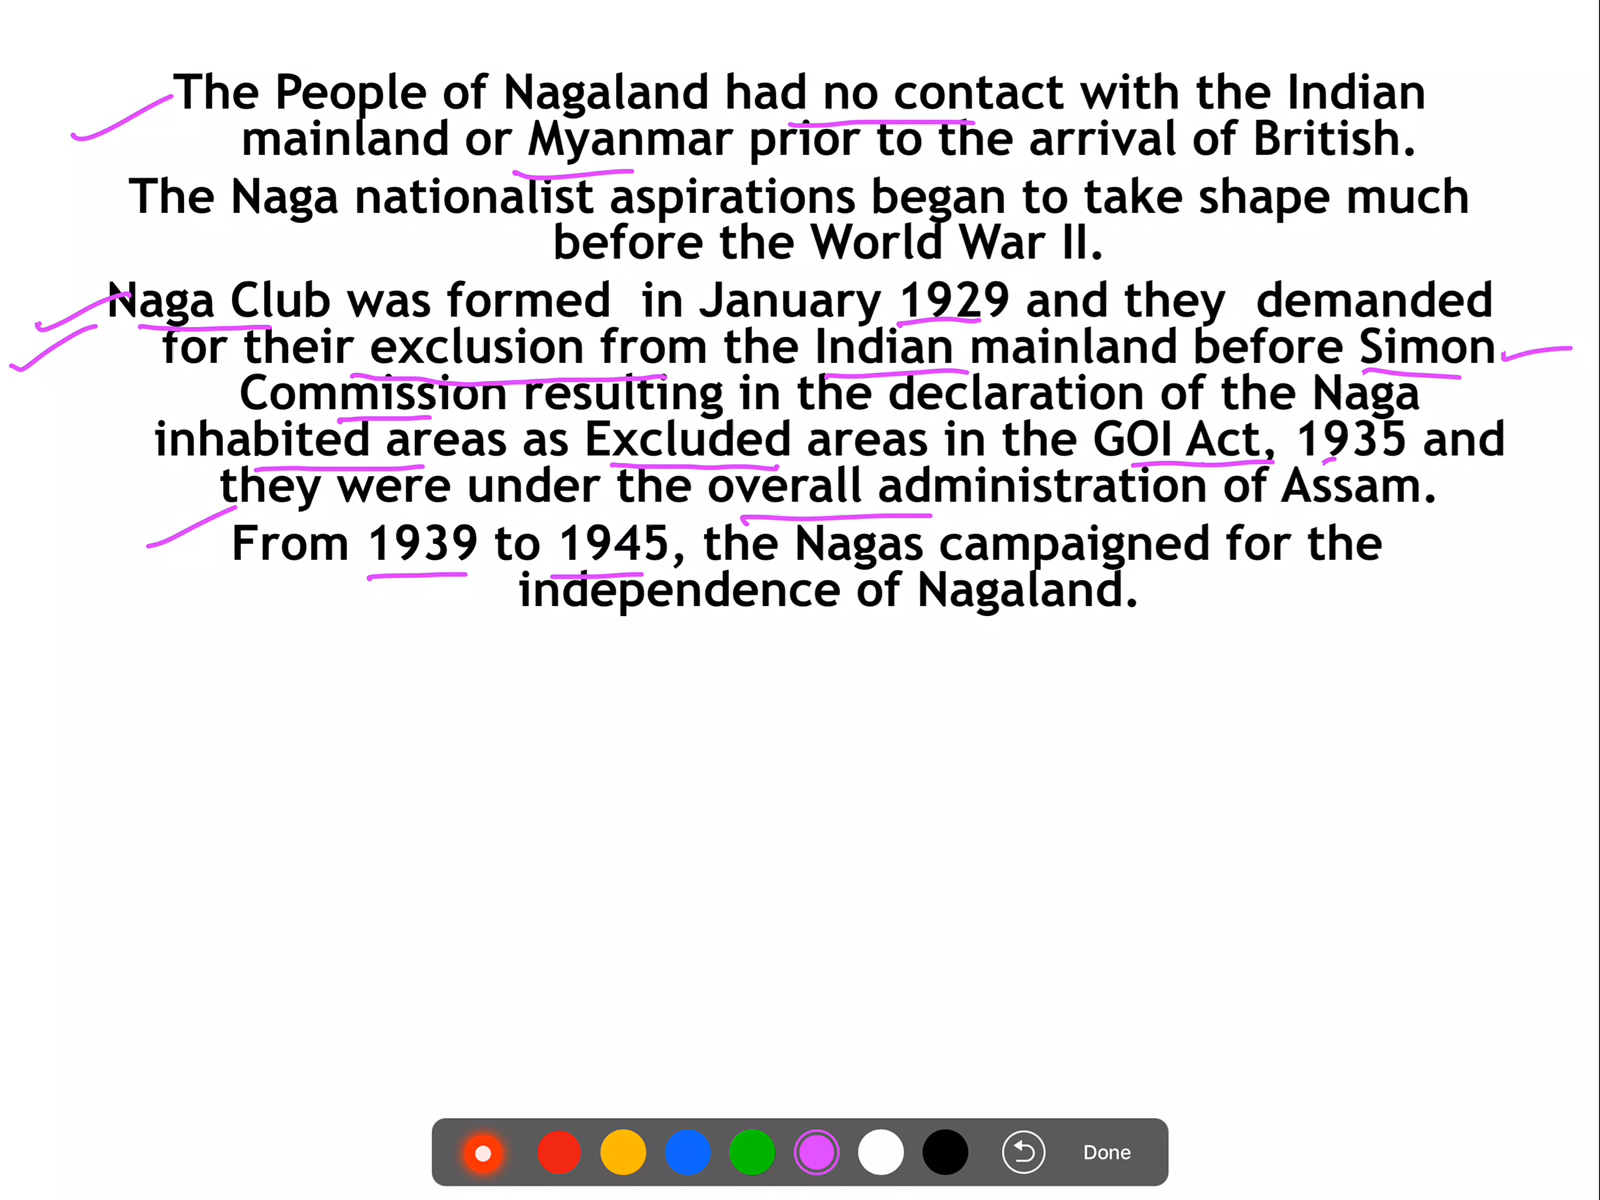 The People of Nagaland had no contact with the Indian
mainland or Myanmar prior to the arrival of British.
The Naga nationalist aspirations began to take shape much
before the World War II.
Naga Club was formed  in January 1929 and they  demanded
for their exclusion from the Indian mainland before Simon
Commission resulting in the declaration of the Naga
inhabited areas as Excluded areas in the GOI Act, 1935 and
they were under the overall administration of Assam.
From 1939 to 1945, the Nagas campaigned for the
independence of Nagaland.
Done